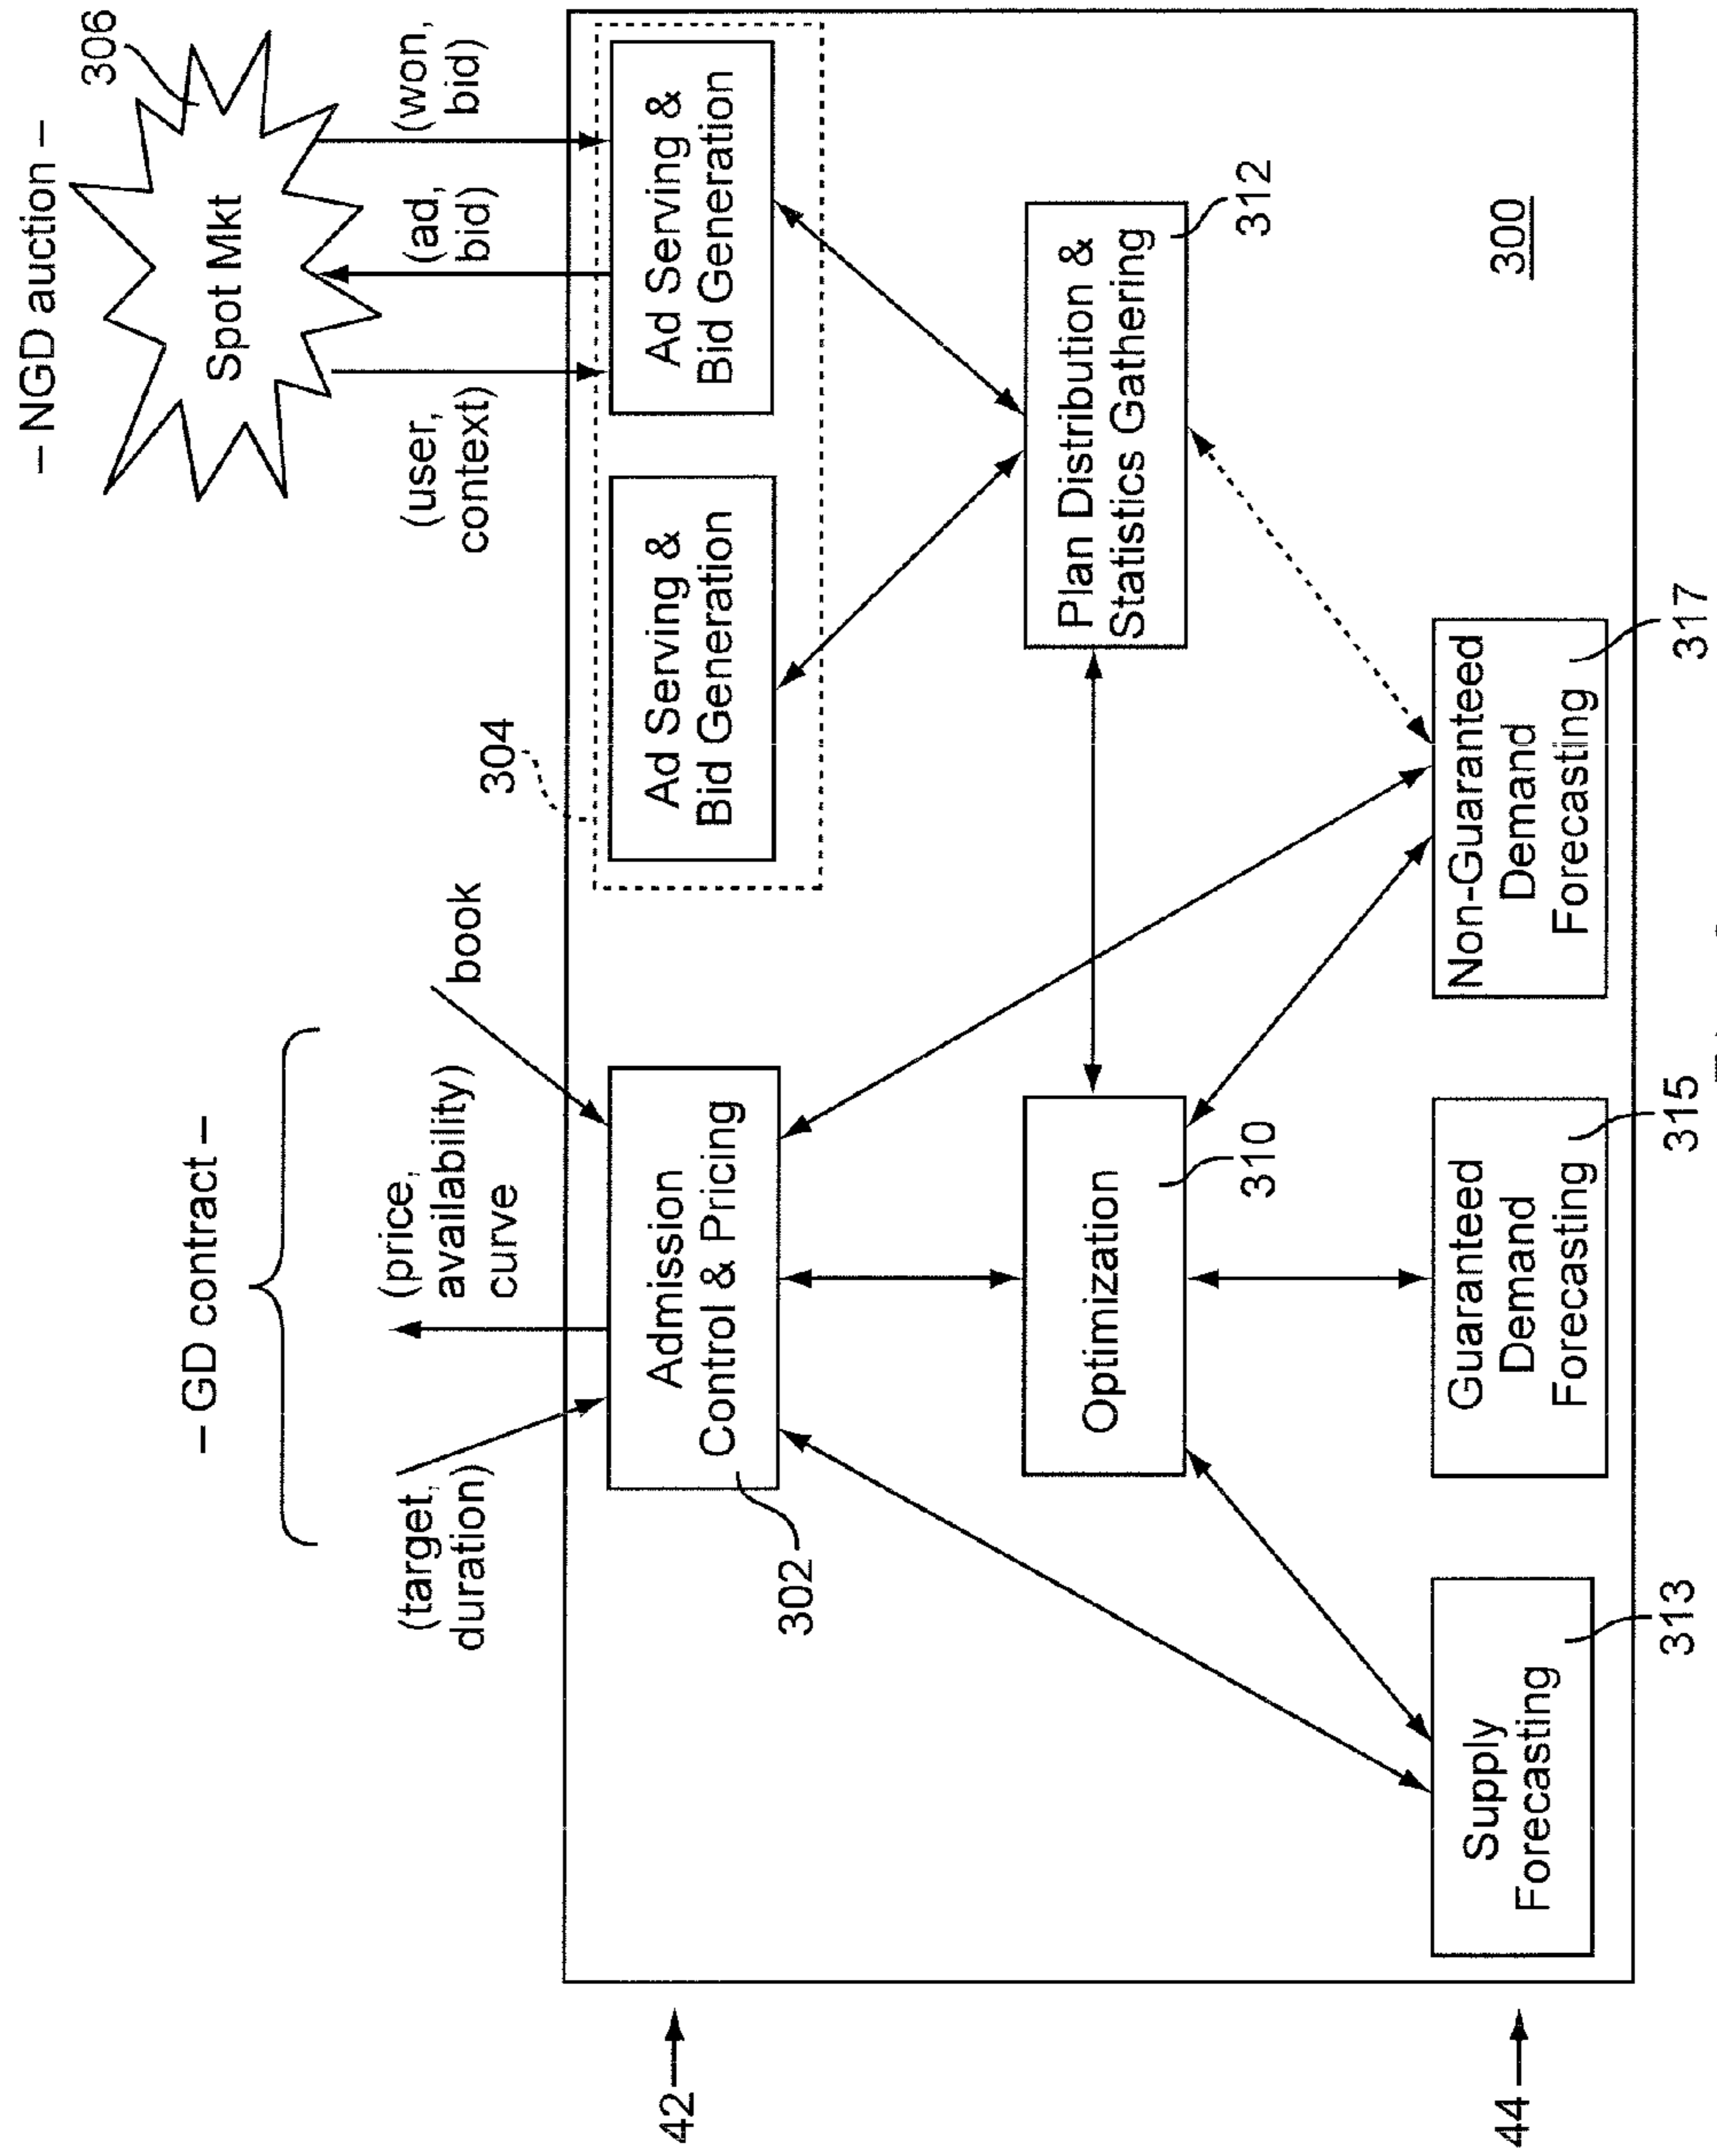 – GD contract –
– NGD auction –
306
Spot Mkt
(target,
duration)
(price,
availability)
curve
book
304
(user,
context)
(ad,
bid)
(won,
bid)
42
Admission
Control & Pricing
302
Ad Serving &
Bid Generation
Ad Serving &
Bid Generation
Optimization
310
Plan Distribution &
Statistics Gathering
312
44
Supply
Forecasting
313
Guaranteed
Demand
Forecasting
315
Non-Guaranteed
Demand
Forecasting
317
300